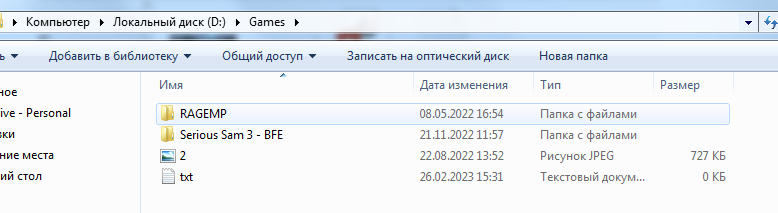 Компьютер Локальный диск (D:) Games
Добавить в библиотеку Общий доступ Записать на оптический диск Новая папка
Имя Дата изменения Тип Размер
ное
RAGEMP 08.05.2022 16:54 Папка с файлами
ive - Personal
Serious Sam 3 - BFE 21.11.2022 11:57 Папка с файлами
вки
ние места 2 22.08.2022 13:52 Рисунок JPEG 727 КБ
ий стол txt 26.02.2023 15:31 Текстовый докум... 0 КБ